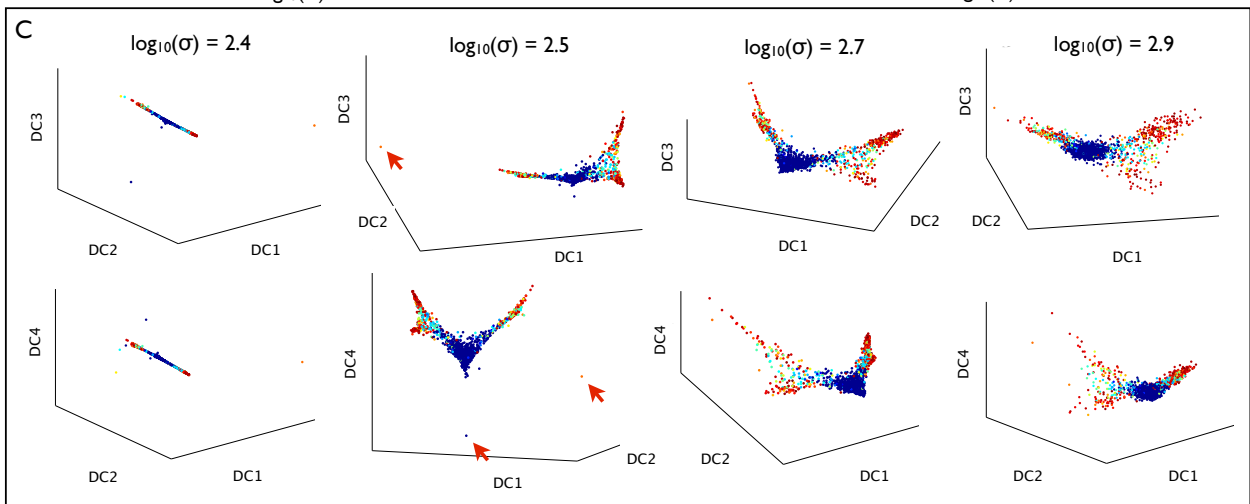 C
log₁₀(σ) = 2.4
log₁₀(σ) = 2.5
log₁₀(σ) = 2.7
log₁₀(σ) = 2.9
DC3
DC2
DC1
DC3
DC2
DC1
DC3
DC1
DC2
DC3
DC2
DC1
DC4
DC2
DC1
DC4
DC1
DC2
DC4
DC2
DC1
DC4
DC2
DC1